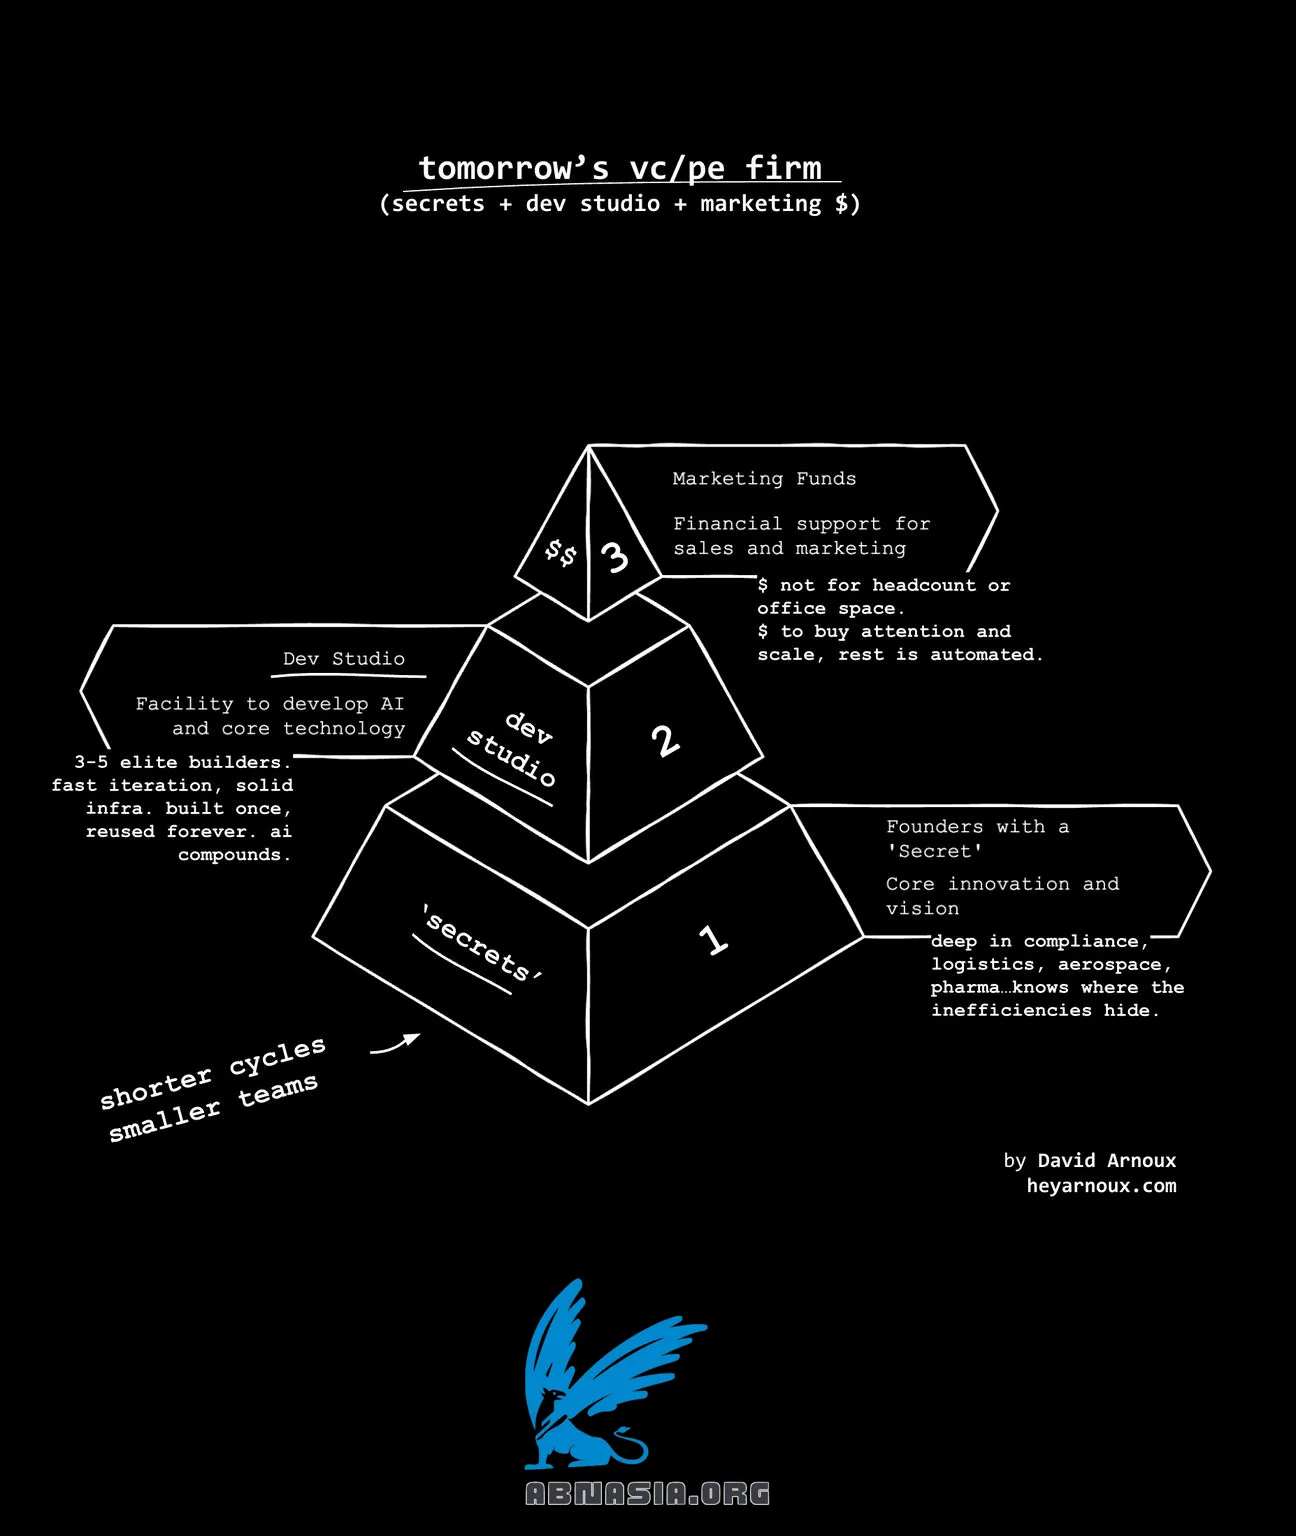 tomorrow’s vc/pe firm
(secrets + dev studio + marketing $)
Marketing Funds
Financial support for
sales and marketing
$ not for headcount or
office space.
$ to buy attention and
scale, rest is automated.
$$
3
Dev Studio
Facility to develop AI
and core technology
3-5 elite builders.
fast iteration, solid
infra. built once,
reused forever. ai
compounds.
dev
studio
2
Founders with a
'Secret'
Core innovation and
vision
deep in compliance,
logistics, aerospace,
pharma…knows where the
inefficiencies hide.
‘secrets’
1
shorter cycles
smaller teams
by David Arnoux
heyarnoux.com
ABNASIA.ORG